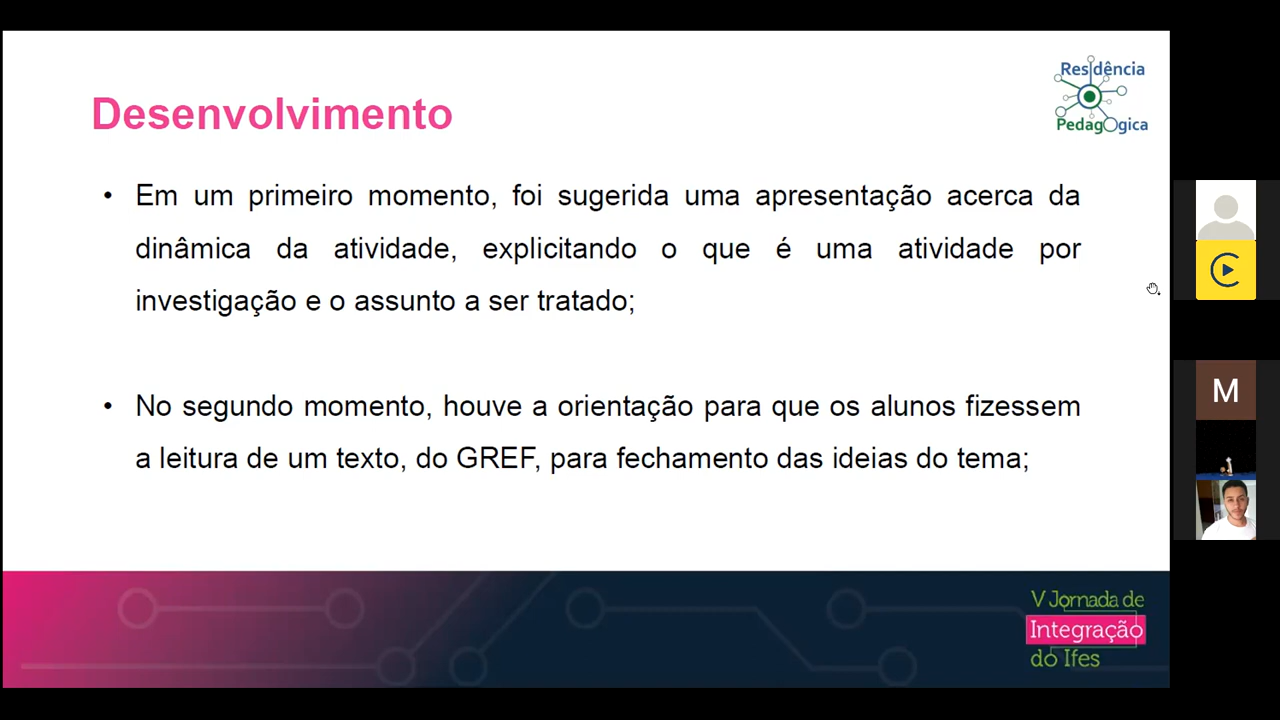 Residência
Pedagógica
Desenvolvimento
• Em um primeiro momento, foi sugerida uma apresentação acerca da
dinâmica da atividade, explicitando o que é uma atividade por
investigação e o assunto a ser tratado;
• No segundo momento, houve a orientação para que os alunos fizessem
a leitura de um texto, do GREF, para fechamento das ideias do tema;
M
V Jornada de
Integração
do Ifes